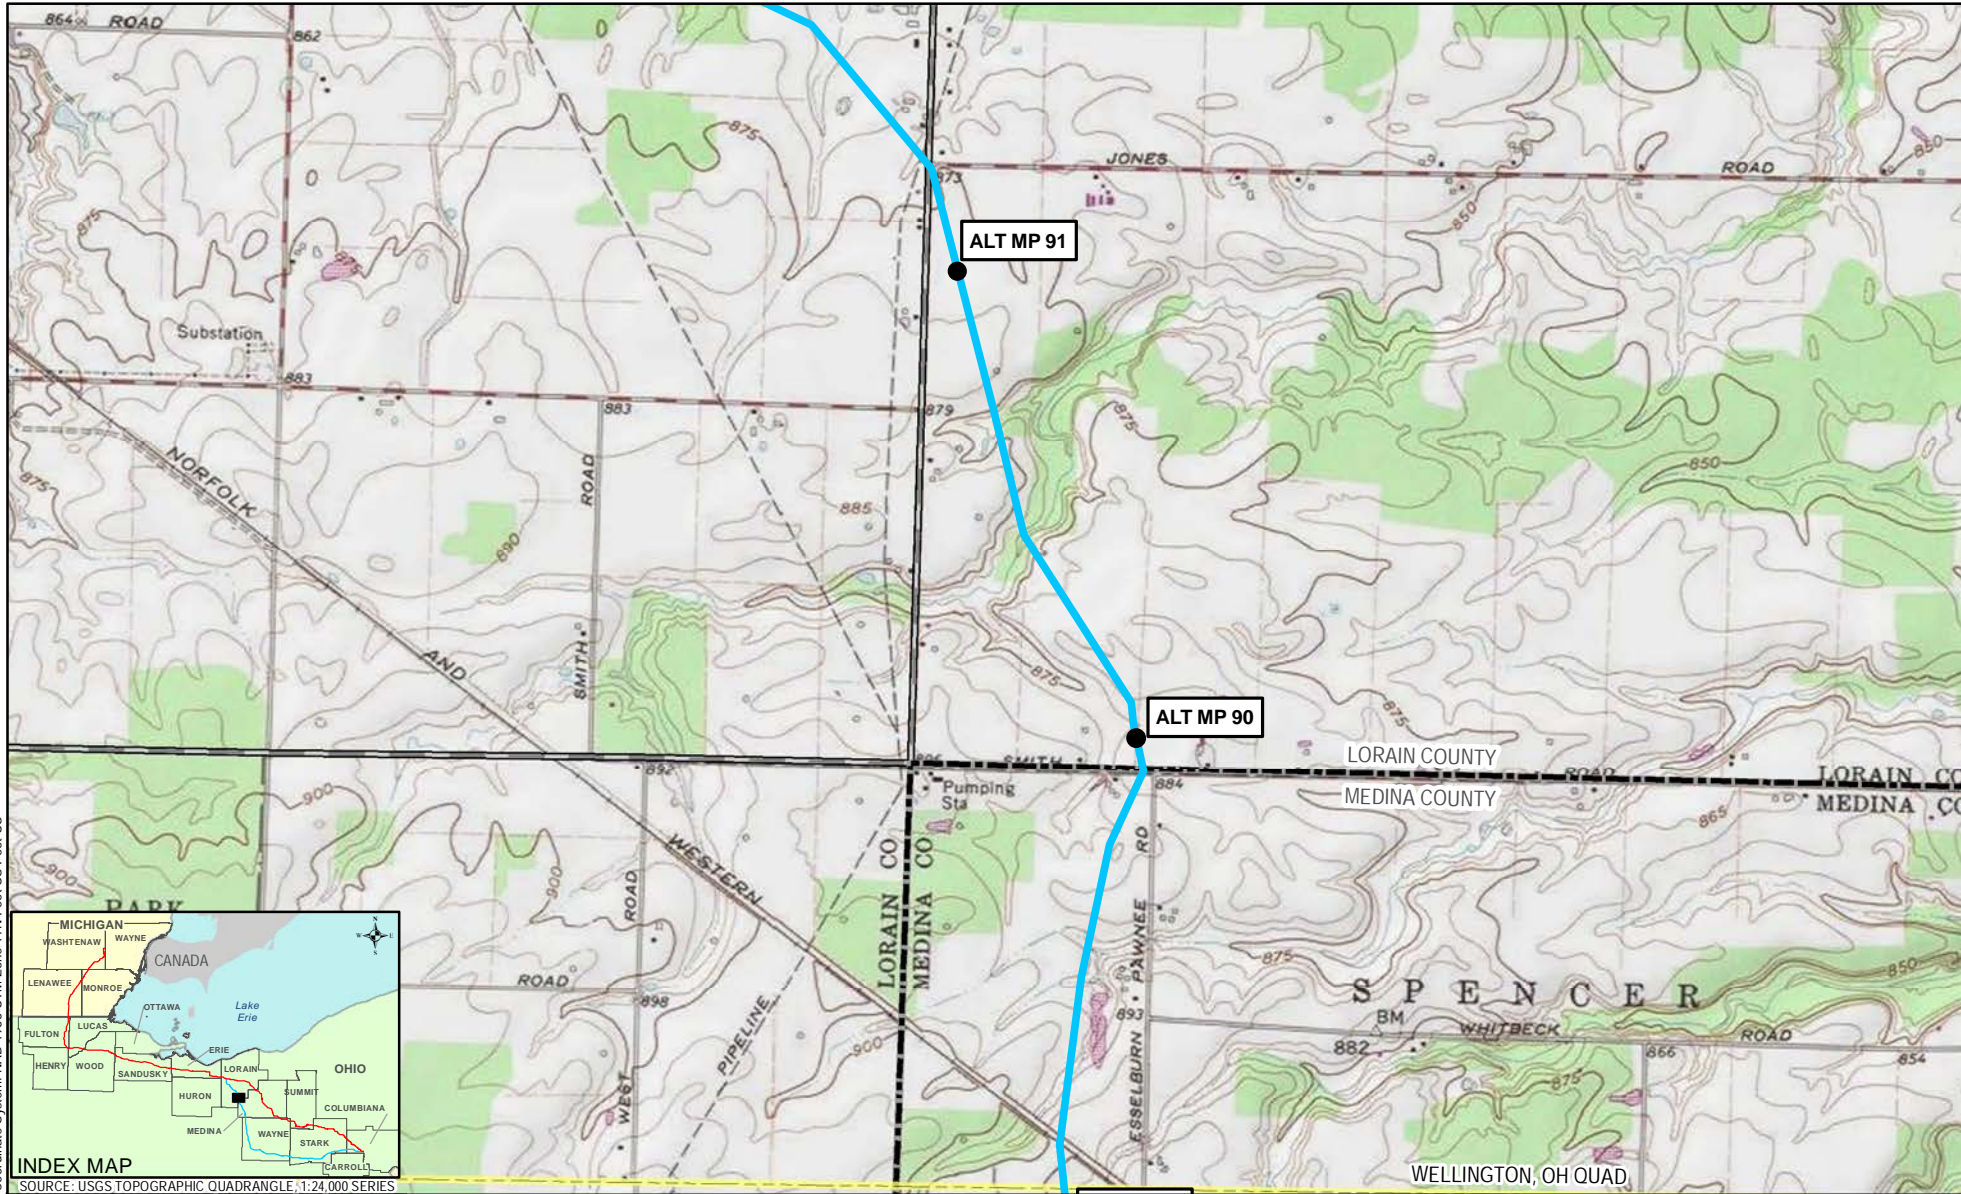 864
ROAD
862
875
JONES
ROAD
873
850
875
850
ALT MP 91
Substation
883
883
879
875
NORFOLK
ROAD
885
890
850
875
AND
SMITH
875
875
ALT MP 90
892
SMITH
ROAD
LORAIN COUNTY
MEDINA COUNTY
LORAIN CO
MEDINA CO
884
Pumping
Sta
900
865
WESTERN
900
900
ROAD
RD
PARK
LORAIN CO
MEDINA CO
PAWNEE
875
850
SPENCER
ROAD
898
893
BM
882
WHITBECK
ROAD
866
854
PIPELINE
900
875
WEST
ESSELBURN
WELLINGTON, OH QUAD
MICHIGAN
WASHTENAW
WAYNE
CANADA
LENAWEE
MONROE
OTTAWA
Lake
Erie
FULTON
LUCAS
ERIE
HENRY
WOOD
SANDUSKY
LORAIN
OHIO
HURON
SUMMIT
COLUMBIANA
MEDINA
WAYNE
STARK
CARROLL
N
W
E
S
INDEX MAP
SOURCE: USGS TOPOGRAPHIC QUADRANGLE, 1:24,000 SERIES